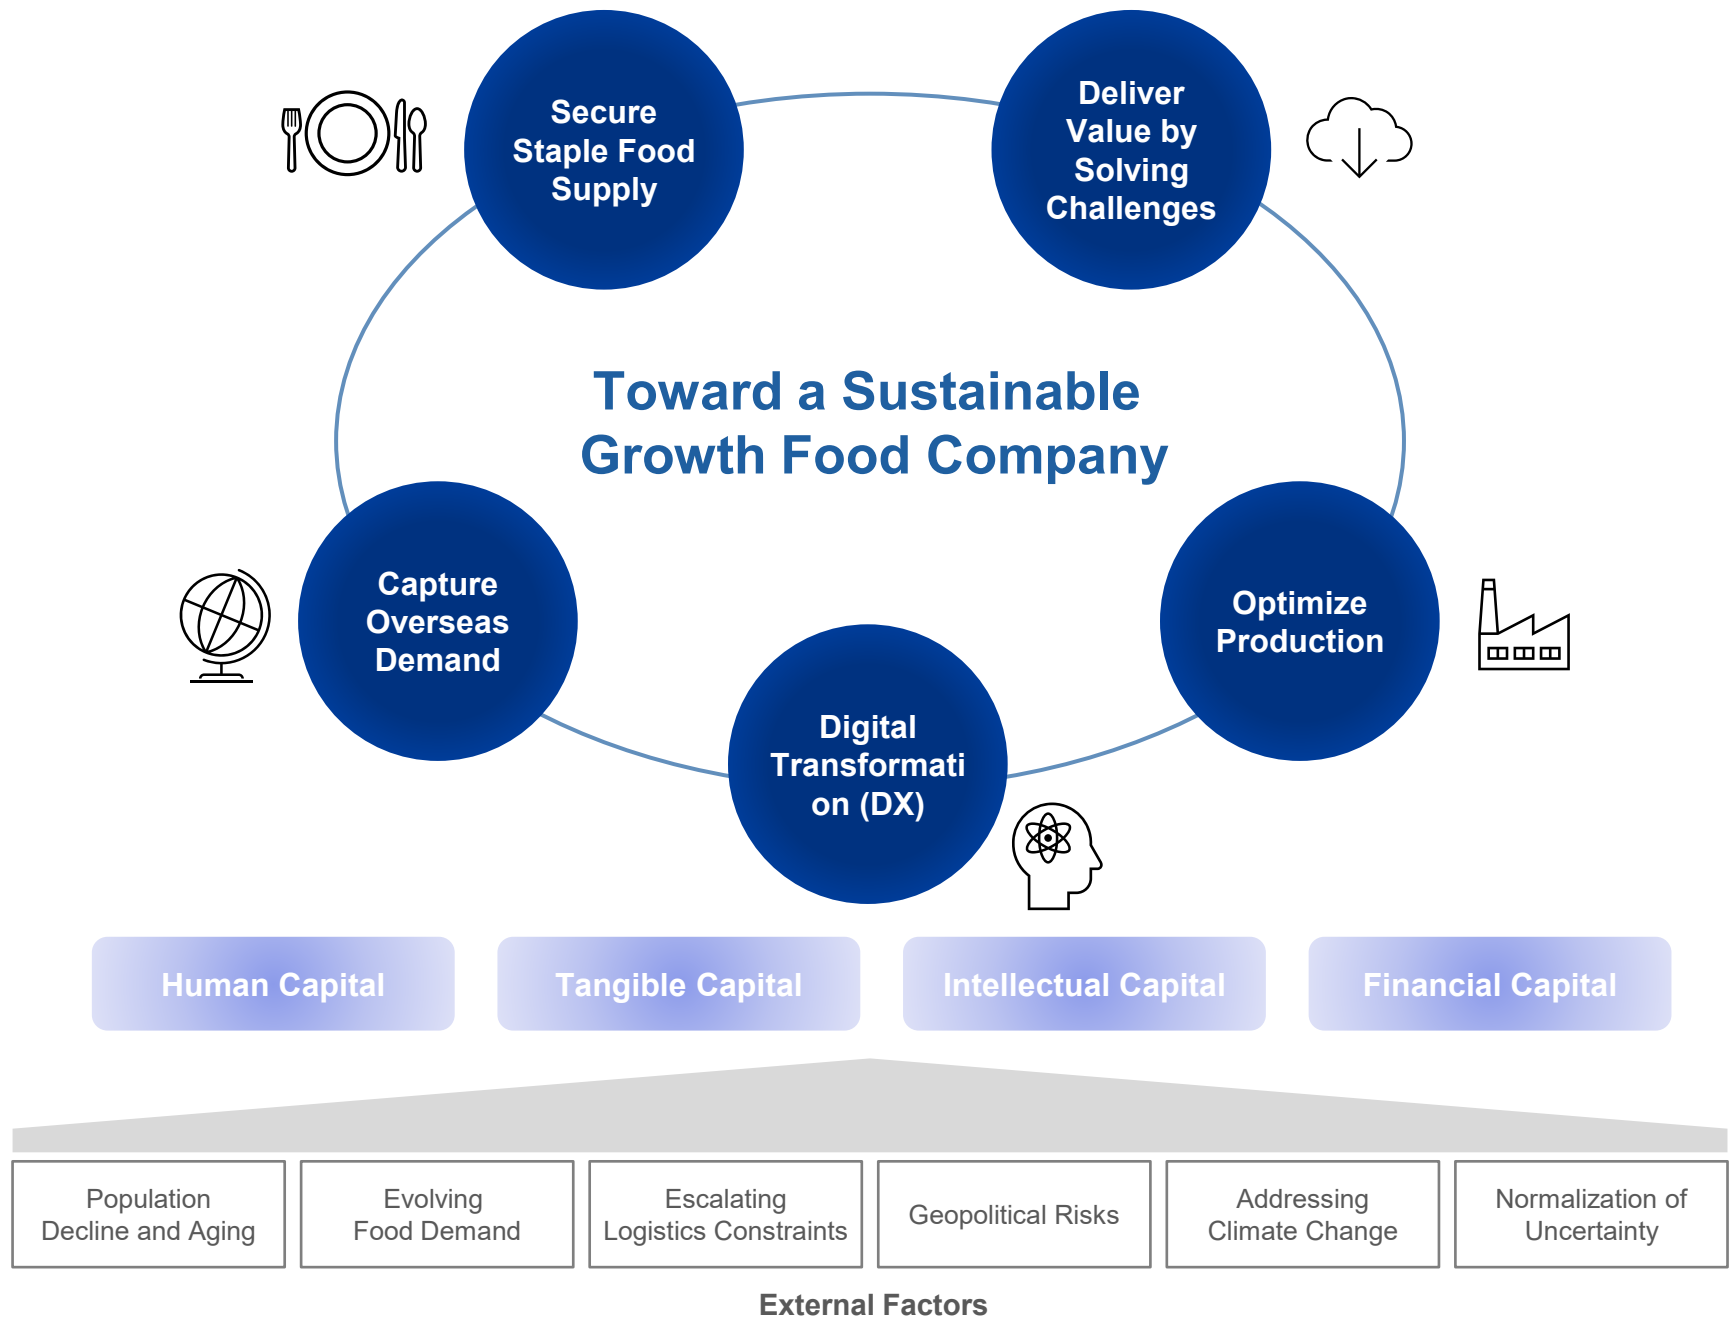 Secure
Staple Food
Supply
Deliver
Value by
Solving
Challenges
Toward a Sustainable
Growth Food Company
Capture
Overseas
Demand
Optimize
Production
Digital
Transformati
on (DX)
Human Capital
Tangible Capital
Intellectual Capital
Financial Capital
Population
Decline and Aging
Evolving
Food Demand
Escalating
Logistics Constraints
Geopolitical Risks
Addressing
Climate Change
Normalization of
Uncertainty
External Factors